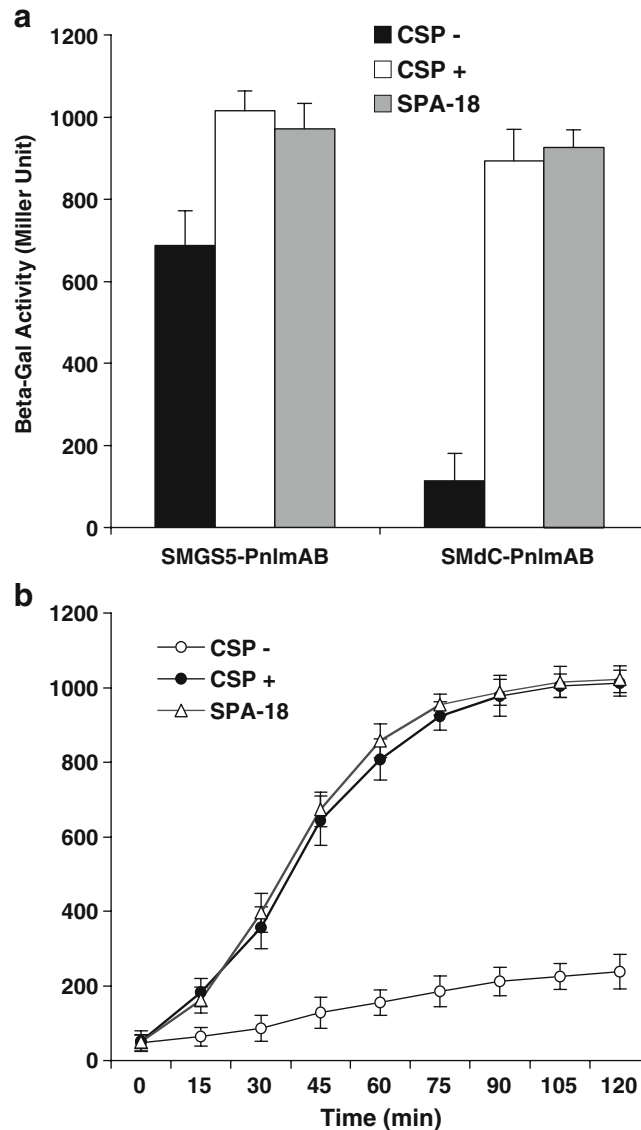 a
1200
1000
800
600
400
200
0
Beta-Gal Activity (Miller Unit)
CSP -
CSP +
SPA-18
SMGS5-PnlmAB
SMdC-PnlmAB
b
1200
1000
800
600
400
200
0
CSP -
CSP +
SPA-18
0 15 30 45 60 75 90 105 120
Time (min)